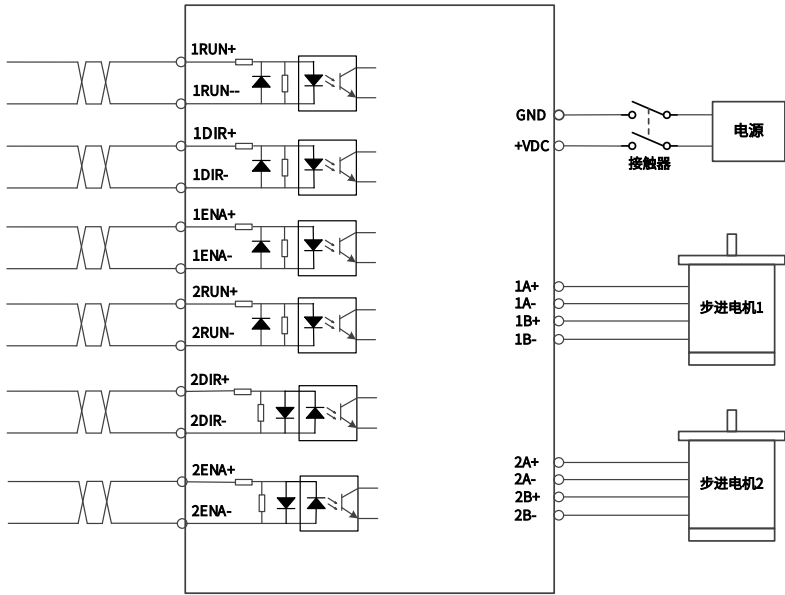 1RUN+
1RUN--
1DIR+
1DIR-
1ENA+
1ENA-
2RUN+
2RUN-
2DIR+
2DIR-
2ENA+
2ENA-
GND
+VDC
接触器
电源
1A+
1A-
1B+
1B-
步进电机1
2A+
2A-
2B+
2B-
步进电机2